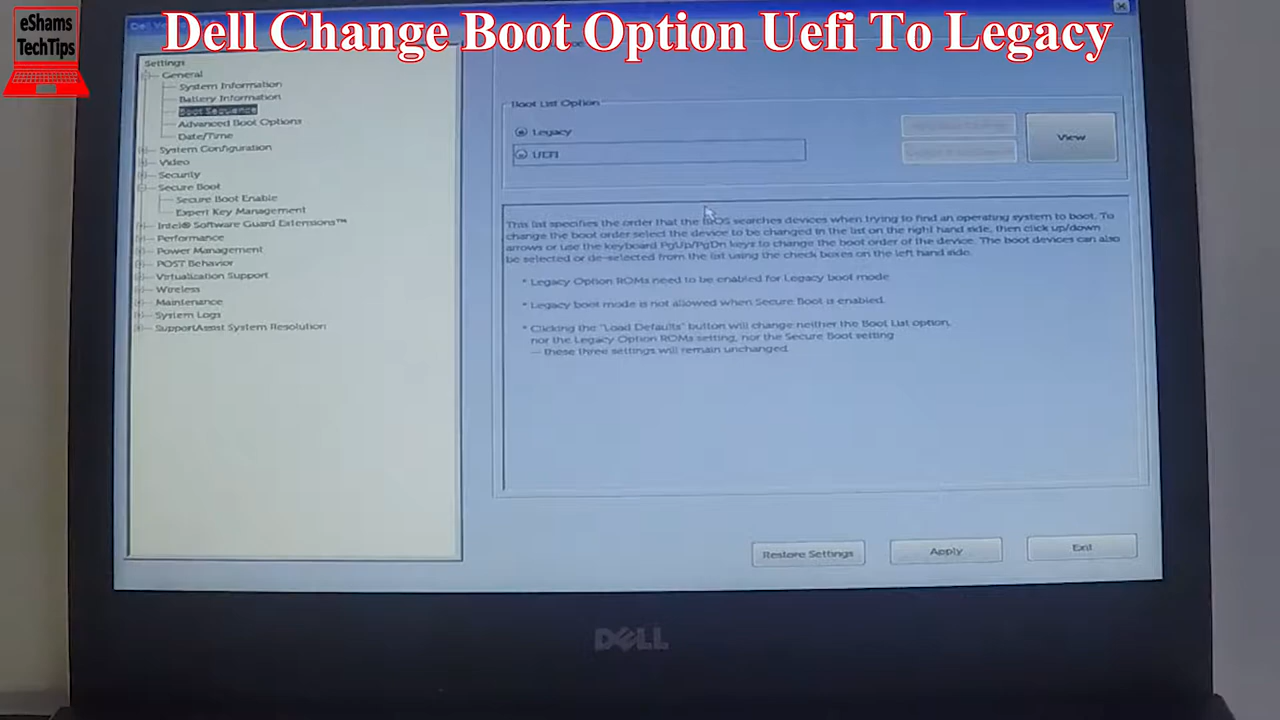 eShams
TechTips
Dell Change Boot Option Uefi To Legacy
Settings
General
System Information
Battery Information
Boot Sequence
Advanced Boot Options
Date/Time
System Configuration
Video
Security
Secure Boot
Secure Boot Enable
Expert Key Management
Intel® Software Guard Extensions™
Performance
Power Management
POST Behavior
Virtualization Support
Wireless
Maintenance
System Logs
SupportAssist System Resolution
Boot List Option
Legacy
UEFI
View
This list specifies the order that the BIOS searches devices when trying to find an operating system to boot. To
change the boot order select the device to be changed in the list on the right hand side, then click up/down
arrows or use the keyboard PgUp/PgDn keys to change the boot order of the device. The boot devices can also
be selected or de-selected from the list using the check boxes on the left hand side.
* Legacy Option ROMs need to be enabled for Legacy boot mode.
* Legacy boot mode is not allowed when Secure Boot is enabled.
* Clicking the "Load Defaults" button will change neither the Boot List option,
nor the Legacy Option ROMs setting, nor the Secure Boot setting
— these three settings will remain unchanged.
Restore Settings
Apply
Exit
DELL